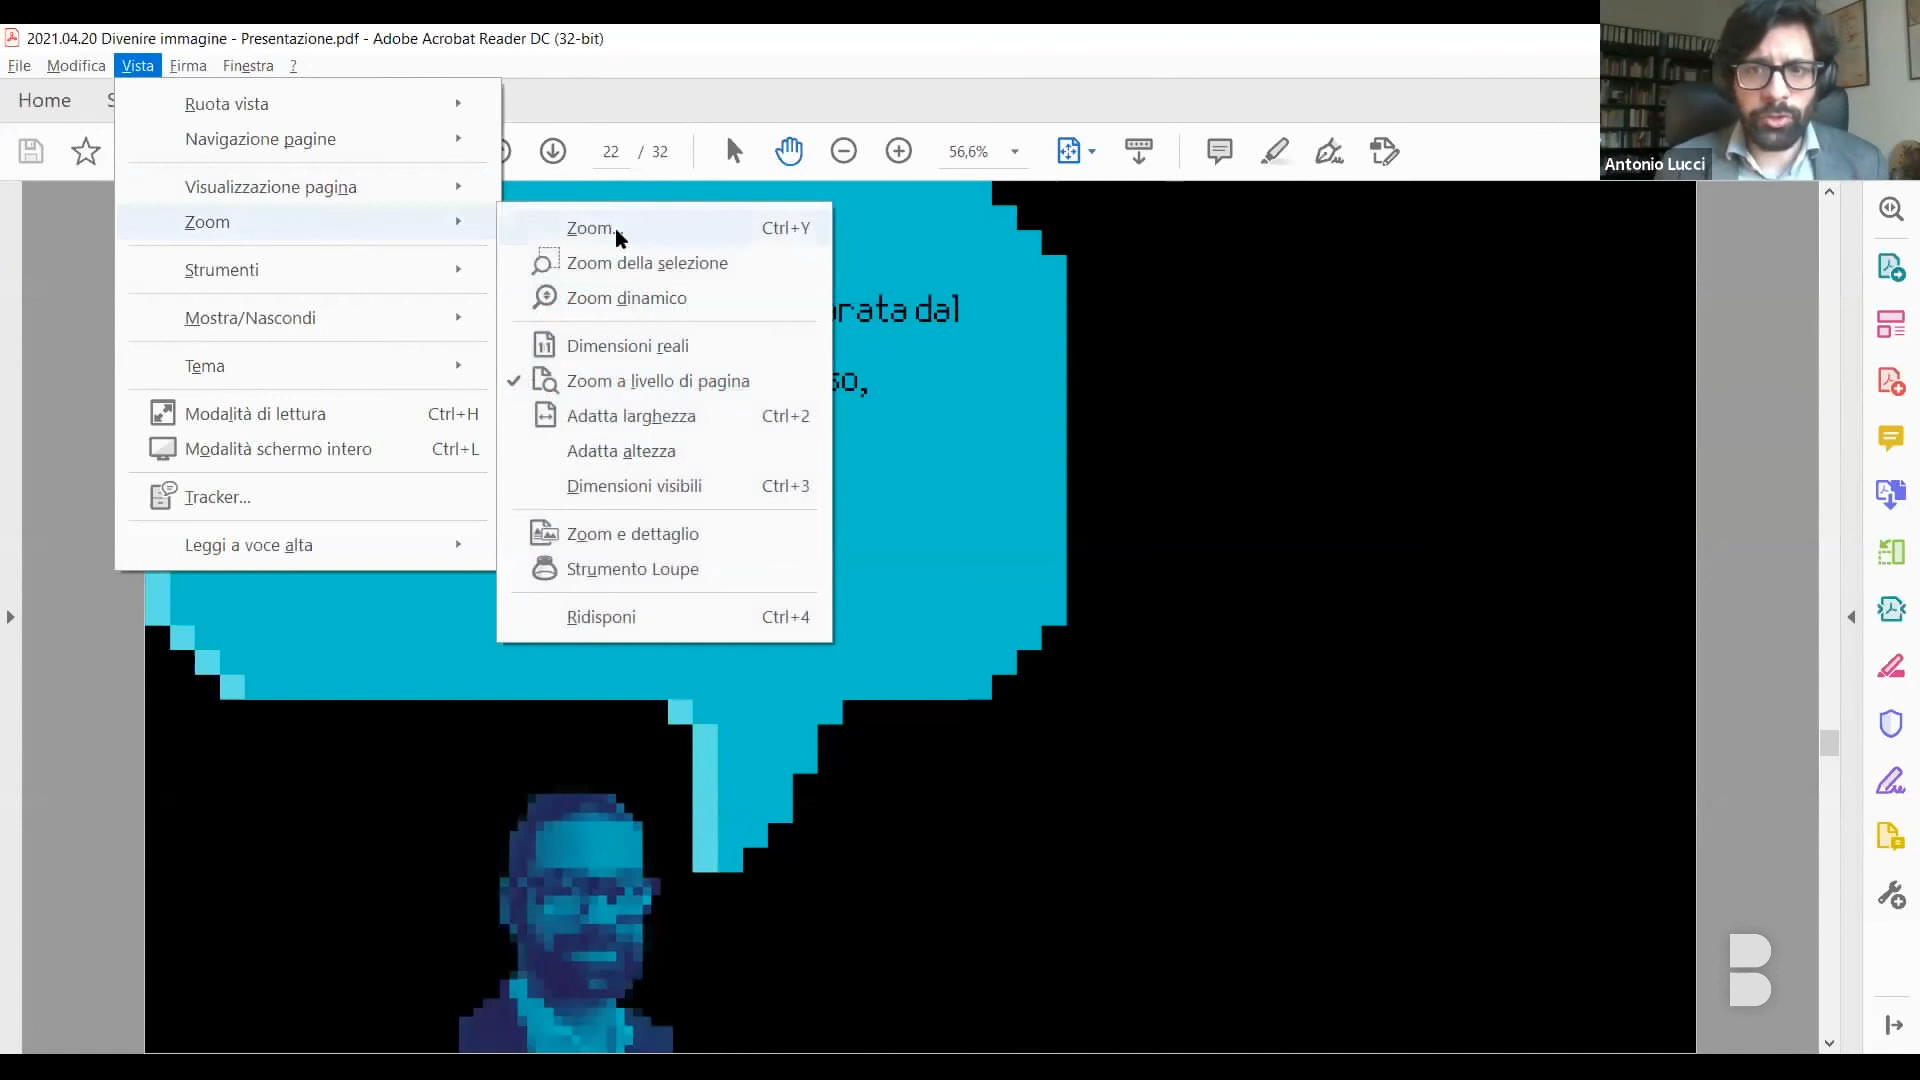 2021.04.20 Divenire immagine - Presentazione.pdf - Adobe Acrobat Reader DC (32-bit)
File Modifica Vista Firma Finestra ?
Home S
22 / 32 56,6%
Antonio Lucci
Ruota vista
Navigazione pagine
Visualizzazione pagina
Zoom
Strumenti
Mostra/Nascondi
Tema
Modalità di lettura Ctrl+H
Modalità schermo intero Ctrl+L
Tracker...
Leggi a voce alta
Zoom... Ctrl+Y
Zoom della selezione
Zoom dinamico
Dimensioni reali
Zoom a livello di pagina
Adatta larghezza Ctrl+2
Adatta altezza
Dimensioni visibili Ctrl+3
Zoom e dettaglio
Strumento Loupe
Ridisponi Ctrl+4
arata dal
so,
B